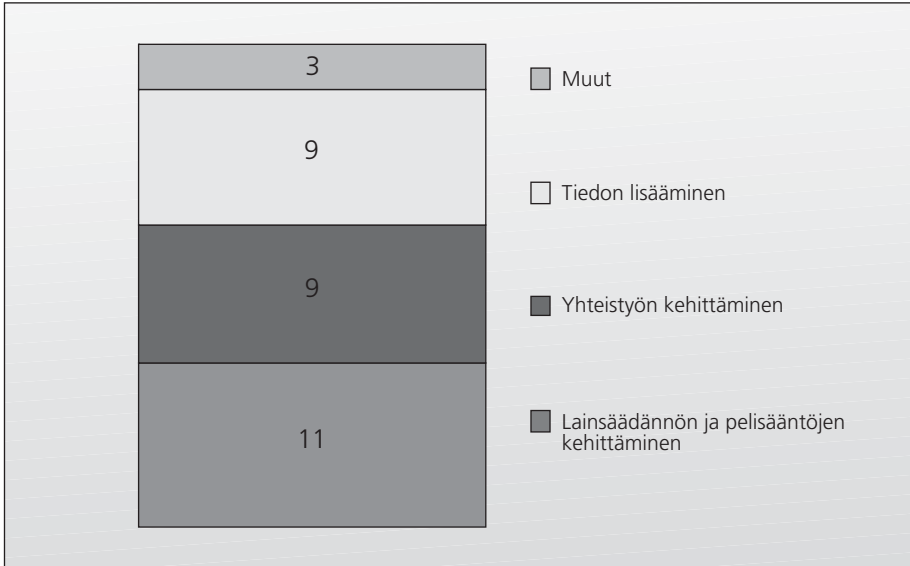 3
Muut
9
Tiedon lisääminen
9
Yhteistyön kehittäminen
11
Lainsäädännön ja pelisääntöjen
kehittäminen